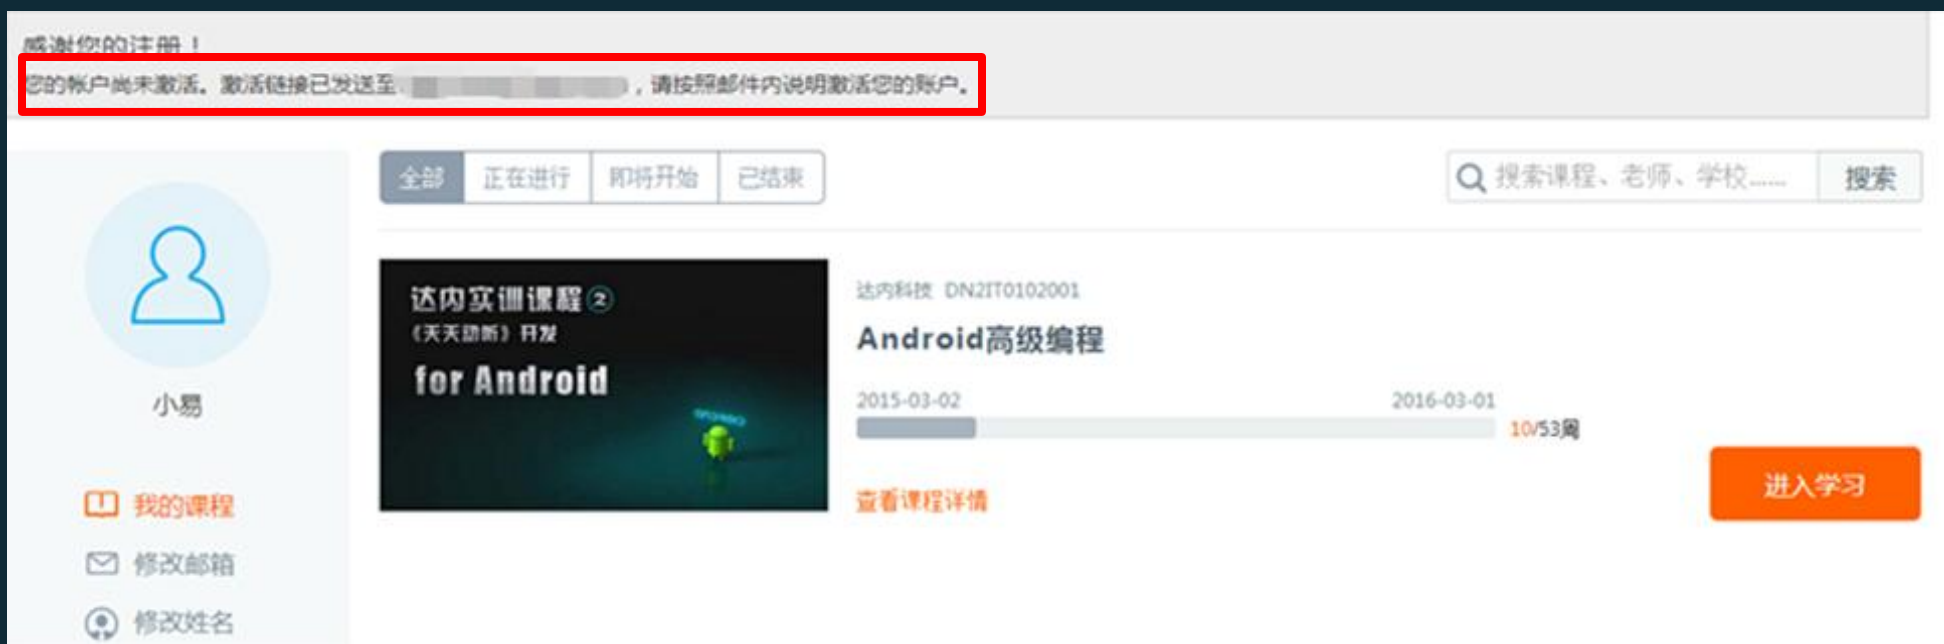 感谢您的注册！
您的帐户尚未激活。激活链接已发送至 ，请按照邮件内说明激活您的账户。
全部 正在进行 即将开始 已结束
搜索课程、老师、学校...... 搜索
达内实训课程②
《天天动听》开发
for Android
达内科技 DN2IT0102001
Android高级编程
2015-03-02 2016-03-01
10/53周
查看课程详情
进入学习
小易
我的课程
修改邮箱
修改姓名